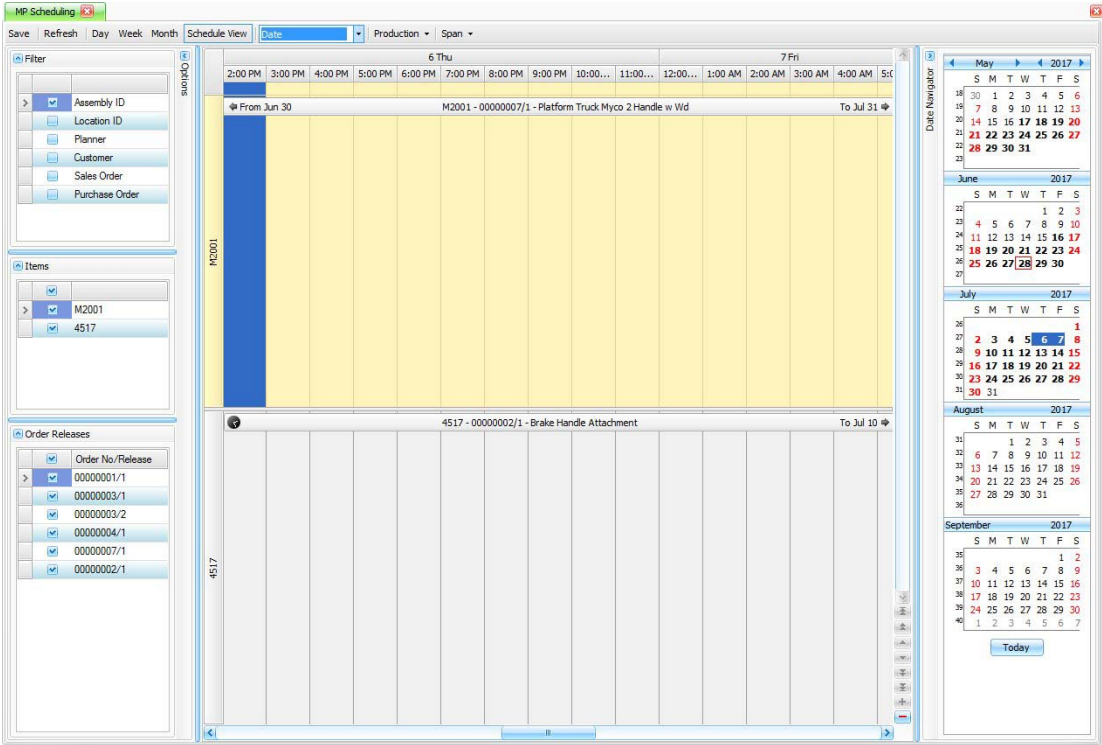 MP Scheduling
Save Refresh Day Week Month Schedule View Date Production Span
Filter
Assembly ID
Location ID
Planner
Customer
Sales Order
Purchase Order
Items
M2001
4517
Order Releases
Order No/Release
00000001/1
00000003/1
00000003/2
00000004/1
00000007/1
00000002/1
Options
6 Thu 7 Fri
2:00 PM 3:00 PM 4:00 PM 5:00 PM 6:00 PM 7:00 PM 8:00 PM 9:00 PM 10:00... 11:00... 12:00... 1:00 AM 2:00 AM 3:00 AM 4:00 AM 5:0
From Jun 30 M2001 - 00000007/1 - Platform Truck Myco 2 Handle w Wd To Jul 31
M2001
4517 - 00000002/1 - Brake Handle Attachment To Jul 10
4517
Date Navigator
May 2017
S M T W T F S
18 30 1 2 3 4 5 6
19 7 8 9 10 11 12 13
20 14 15 16 17 18 19 20
21 21 22 23 24 25 26 27
22 28 29 30 31
23
June 2017
S M T W T F S
22 1 2 3
23 4 5 6 7 8 9 10
24 11 12 13 14 15 16 17
25 18 19 20 21 22 23 24
26 25 26 27 28 29 30
27
July 2017
S M T W T F S
26 1
27 2 3 4 5 6 7 8
28 9 10 11 12 13 14 15
29 16 17 18 19 20 21 22
30 23 24 25 26 27 28 29
31 30 31
August 2017
S M T W T F S
31 1 2 3 4 5
32 6 7 8 9 10 11 12
33 13 14 15 16 17 18 19
34 20 21 22 23 24 25 26
35 27 28 29 30 31
36
September 2017
S M T W T F S
35 1 2
36 3 4 5 6 7 8 9
37 10 11 12 13 14 15 16
38 17 18 19 20 21 22 23
39 24 25 26 27 28 29 30
40 1 2 3 4 5 6 7
Today